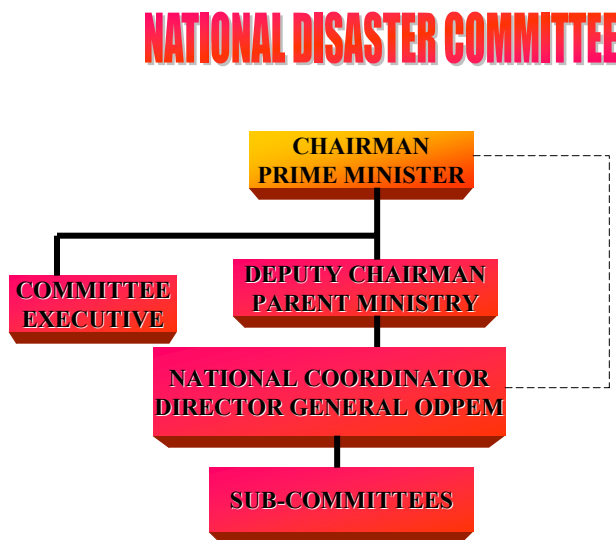 NATIONAL DISASTER COMMITTEE
CHAIRMAN
PRIME MINISTER
COMMITTEE
EXECUTIVE
DEPUTY CHAIRMAN
PARENT MINISTRY
NATIONAL COORDINATOR
DIRECTOR GENERAL ODPEM
SUB-COMMITTEES